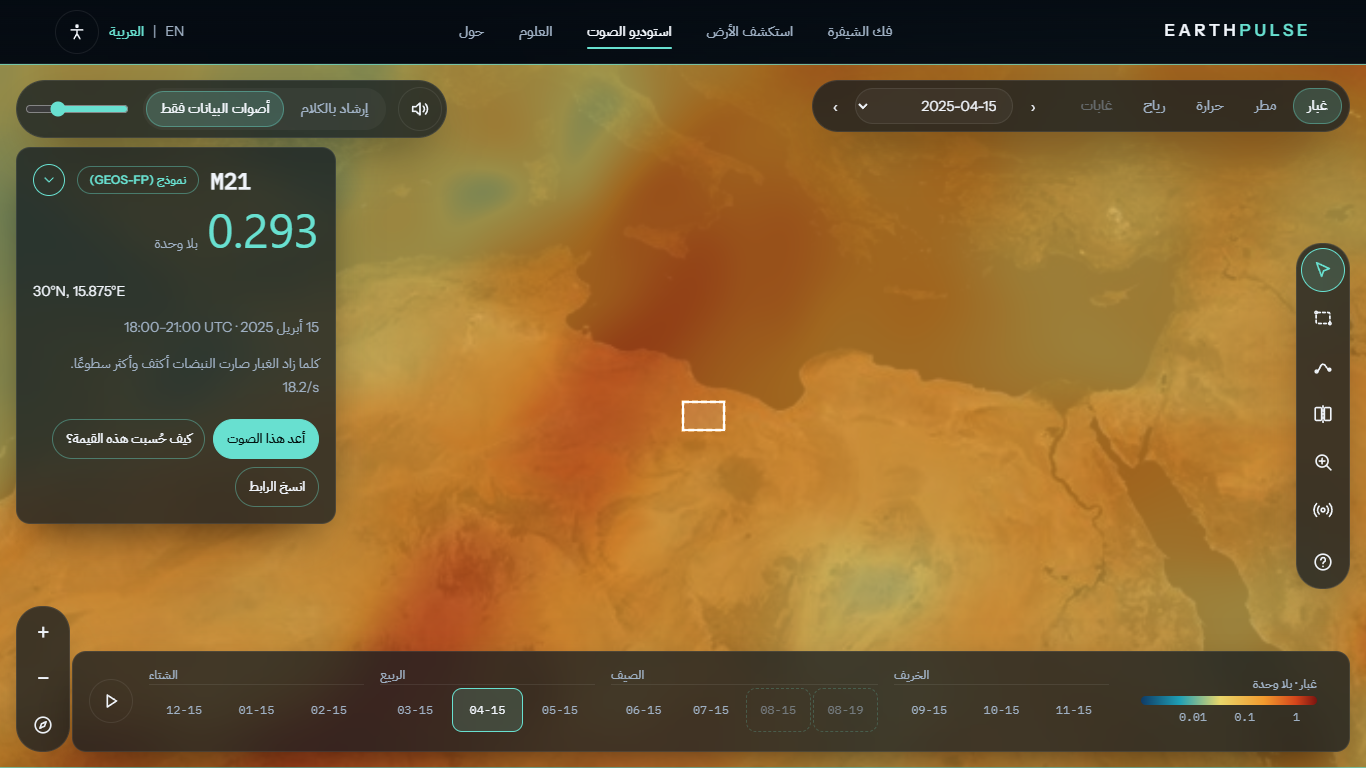 EARTHPULSE
فك الشيفرة
استكشف الأرض
استوديو الصوت
العلوم
حول
العربية | EN
غبار
مطر
حرارة
رياح
غابات
‹ 2025-04-15 ›
إرشاد بالكلام
أصوات البيانات فقط
M21
نموذج (GEOS-FP)
0.293 بلا وحدة
30°N, 15.875°E
15 أبريل 2025 · 18:00–21:00 UTC
كلما زاد الغبار صارت النبضات أكثف وأكثر سطوعًا.
18.2/s
أعد هذا الصوت
كيف حُسبت هذه القيمة؟
انسخ الرابط
+
−
الشتاء
12-15 01-15 02-15
الربيع
03-15 04-15 05-15
الصيف
06-15 07-15 08-15 08-19
الخريف
09-15 10-15 11-15
غبار · بلا وحدة
0.01 0.1 1